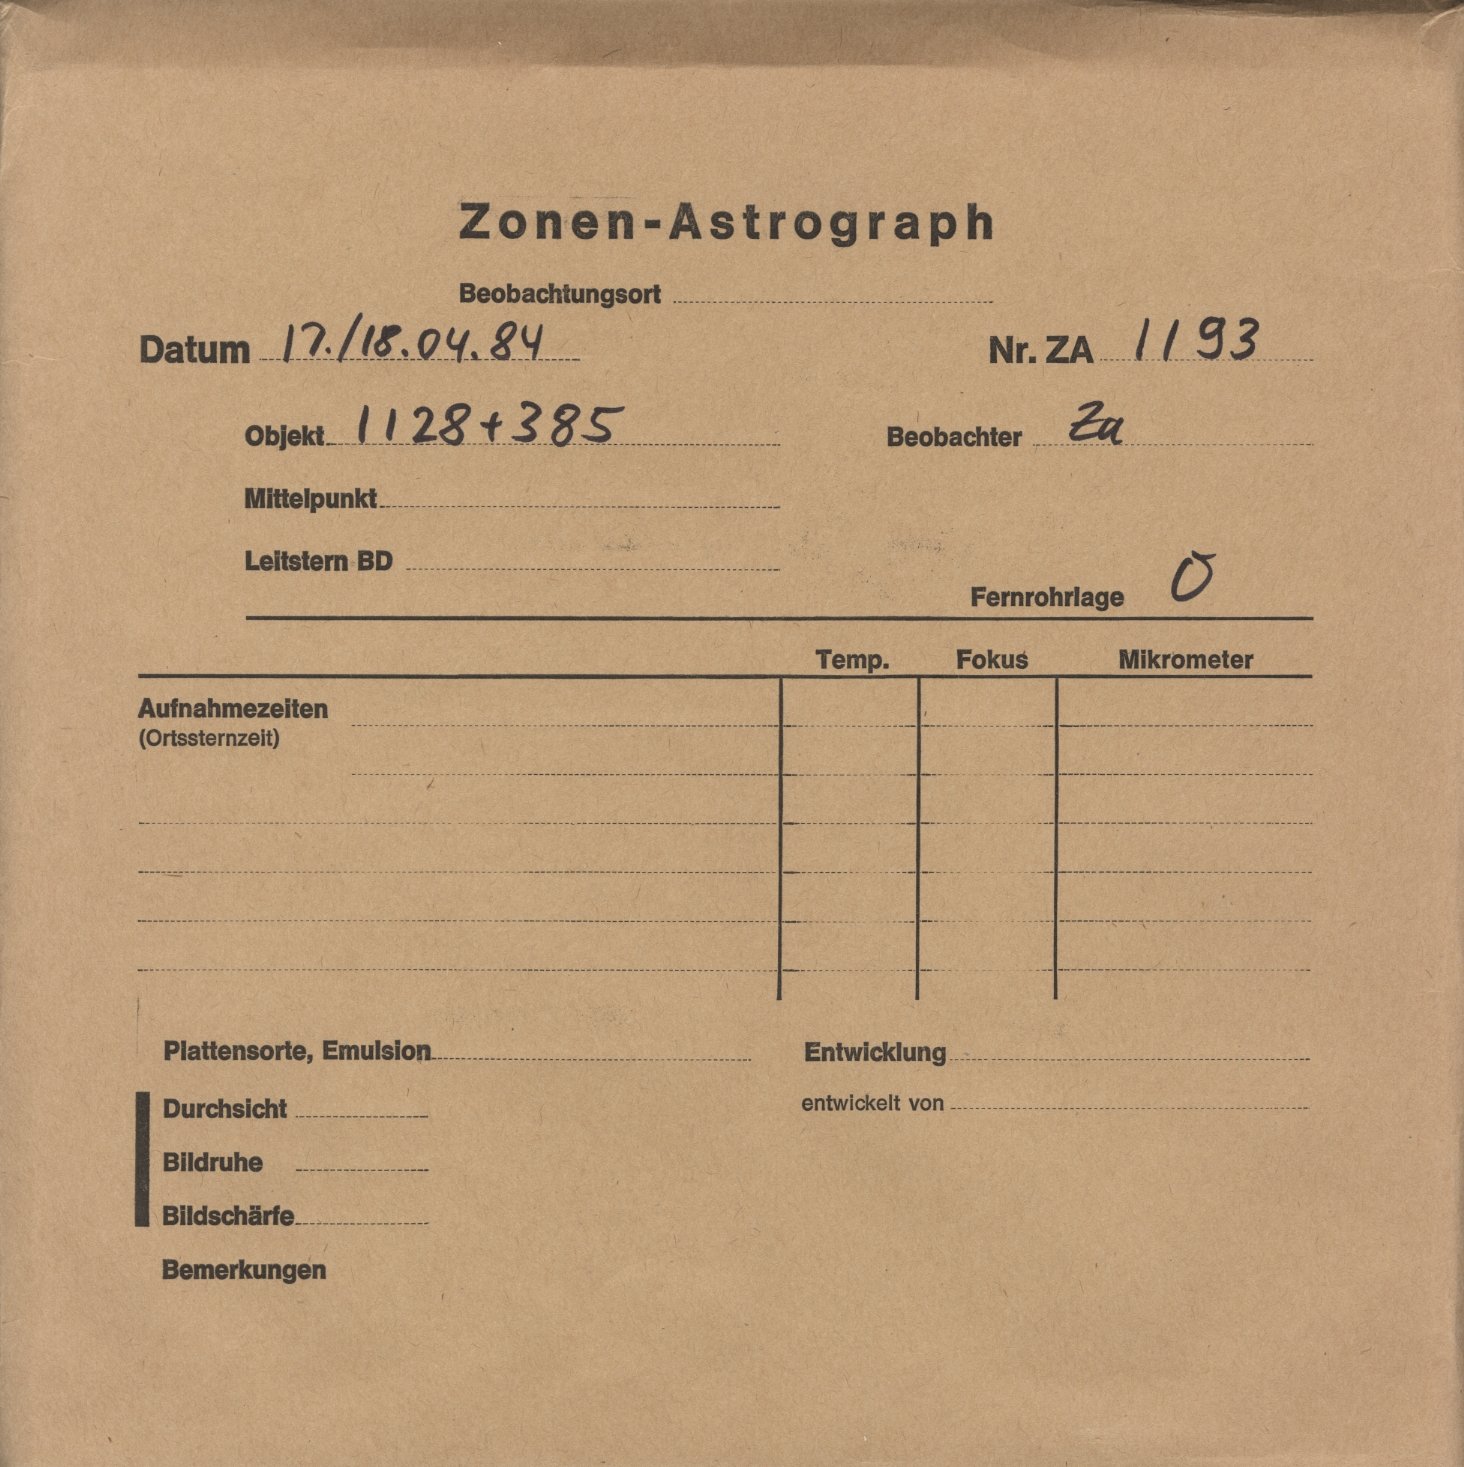 Zonen-Astrograph
Beobachtungsort
Datum 17./18.04.84 Nr. ZA 1193
Objekt 1128+385 Beobachter Za
Mittelpunkt
Leitstern BD
Fernrohrlage O
Temp. Fokus Mikrometer
Aufnahmezeiten
(Ortssternzeit)
Plattensorte, Emulsion Entwicklung
Durchsicht entwickelt von
Bildruhe
Bildschärfe
Bemerkungen